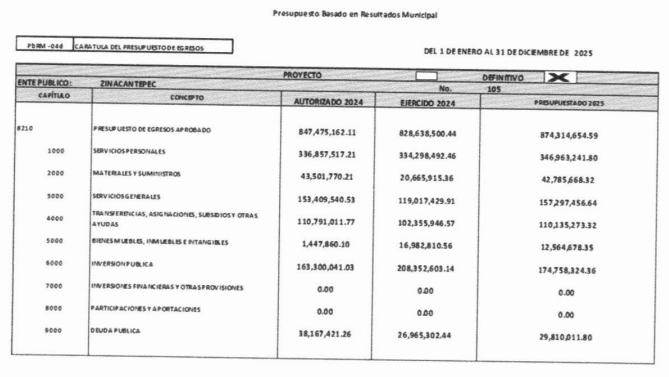 Presupuesto Basado en Resultados Municipal
PbRM -04d CARATULA DEL PRESUPUESTO DE EGRESOS
DEL 1 DE ENERO AL 31 DE DICIEMBRE DE 2025
PROYECTO DEFINITIVO X
ENTE PUBLICO: ZINACANTEPEC No. 105
CAPÍTULO CONCEPTO AUTORIZADO 2024 EJERCIDO 2024 PRESUPUESTADO 2025
8210 PRESUPUESTO DE EGRESOS APROBADO 847,475,162.11 828,638,500.44 874,314,654.59
1000 SERVICIOS PERSONALES 336,857,517.21 334,298,492.46 346,963,241.80
2000 MATERIALES Y SUMINISTROS 43,501,770.21 20,665,915.36 42,785,668.32
3000 SERVICIOS GENERALES 153,409,540.53 119,017,429.91 157,297,456.64
4000 TRANSFERENCIAS, ASIGNACIONES, SUBSIDIOS Y OTRAS
AYUDAS 110,791,011.77 102,355,946.57 110,135,273.32
5000 BIENES MUEBLES, INMUEBLES E INTANGIBLES 1,447,860.10 16,982,810.56 12,564,678.35
6000 INVERSION PUBLICA 163,300,041.03 208,352,603.14 174,758,324.36
7000 INVERSIONES FINANCIERAS Y OTRAS PROVISIONES 0.00 0.00 0.00
8000 PARTICIPACIONES Y APORTACIONES 0.00 0.00 0.00
9000 DEUDA PUBLICA 38,167,421.26 26,965,302.44 29,810,011.80